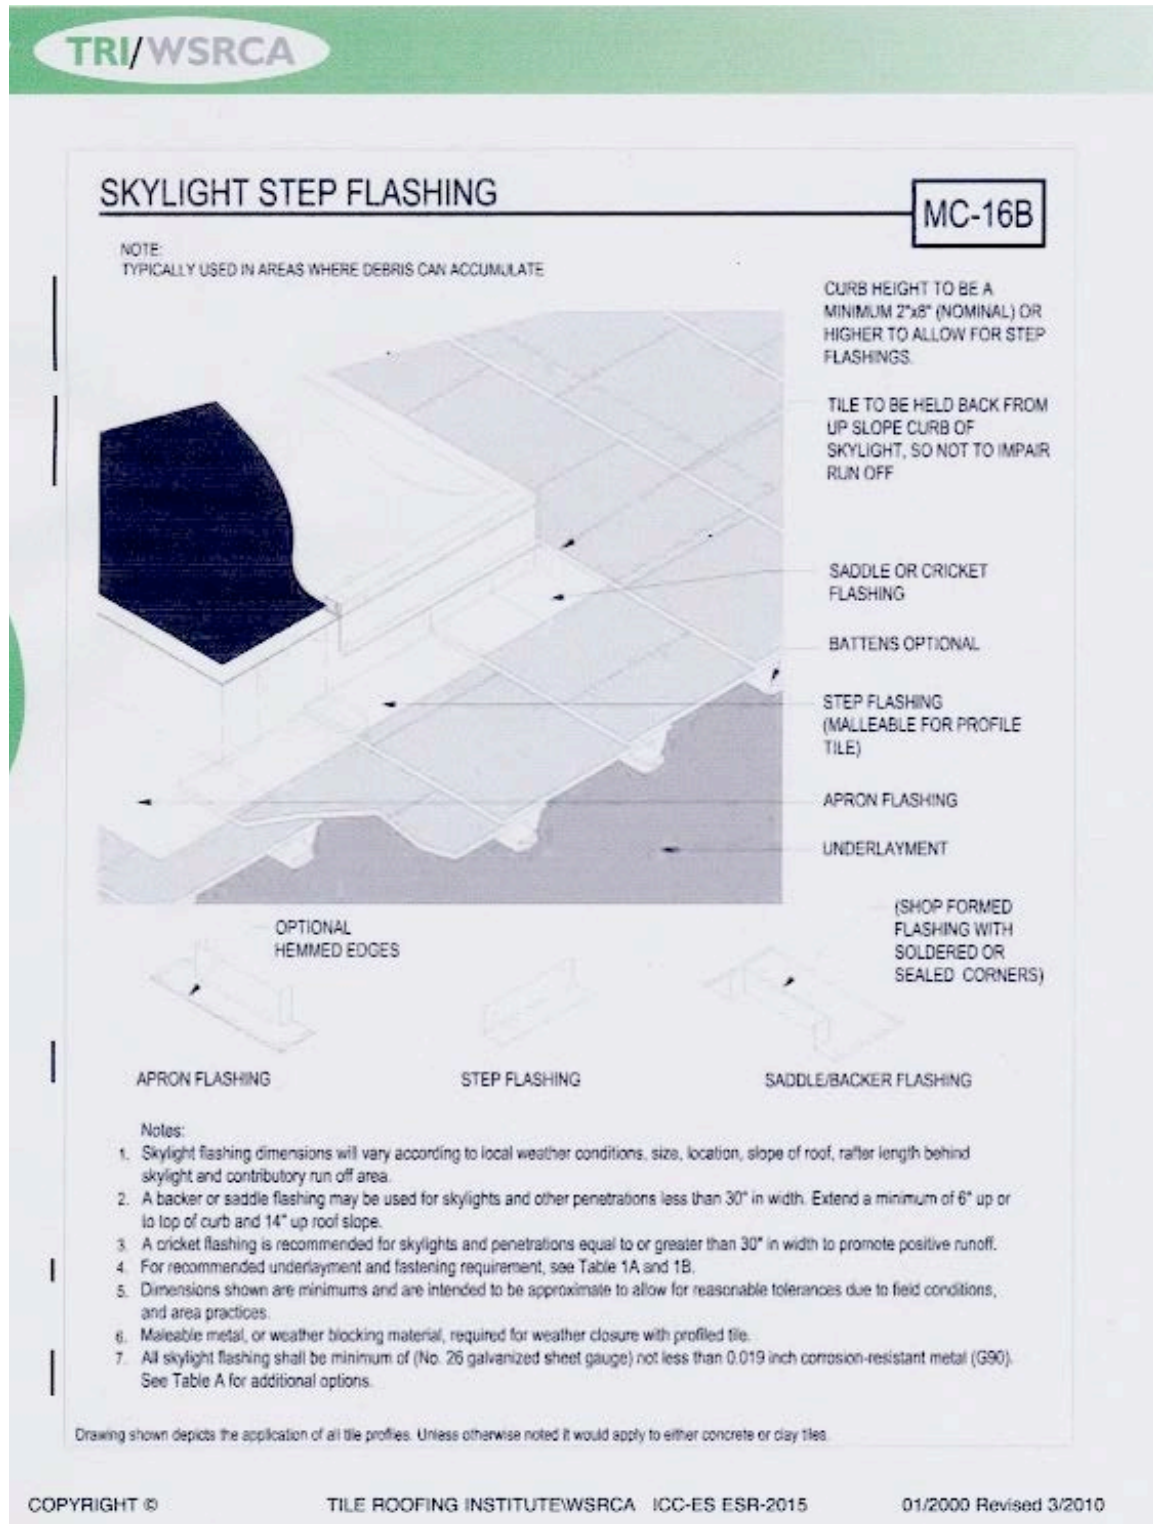 TRI/WSRCA
SKYLIGHT STEP FLASHING
MC-16B
NOTE:
TYPICALLY USED IN AREAS WHERE DEBRIS CAN ACCUMULATE
CURB HEIGHT TO BE A
MINIMUM 2"x6" (NOMINAL) OR
HIGHER TO ALLOW FOR STEP
FLASHINGS.
TILE TO BE HELD BACK FROM
UP SLOPE CURB OF
SKYLIGHT, SO NOT TO IMPAIR
RUN OFF
SADDLE OR CRICKET
FLASHING
BATTENS OPTIONAL
STEP FLASHING
(MALLEABLE FOR PROFILE
TILE)
APRON FLASHING
UNDERLAYMENT
OPTIONAL
HEMMED EDGES
(SHOP FORMED
FLASHING WITH
SOLDERED OR
SEALED CORNERS)
APRON FLASHING
STEP FLASHING
SADDLE/BACKER FLASHING
Notes:
1. Skylight flashing dimensions will vary according to local weather conditions, size, location, slope of roof, rafter length behind
skylight and contributory run off area.
2. A backer or saddle flashing may be used for skylights and other penetrations less than 30" in width. Extend a minimum of 6" up or
to top of curb and 14" up roof slope.
3. A cricket flashing is recommended for skylights and penetrations equal to or greater than 30" in width to promote positive runoff.
4. For recommended underlayment and fastening requirement, see Table 1A and 1B.
5. Dimensions shown are minimums and are intended to be approximate to allow for reasonable tolerances due to field conditions,
and area practices.
6. Maleable metal, or weather blocking material, required for weather closure with profiled tile.
7. All skylight flashing shall be minimum of (No. 26 galvanized sheet gauge) not less than 0.019 inch corrosion-resistant metal (G90).
See Table A for additional options.
Drawing shown depicts the application of all tile profiles. Unless otherwise noted it would apply to either concrete or clay tiles.
COPYRIGHT ©
TILE ROOFING INSTITUTE\WSRCA ICC-ES ESR-2015
01/2000 Revised 3/2010